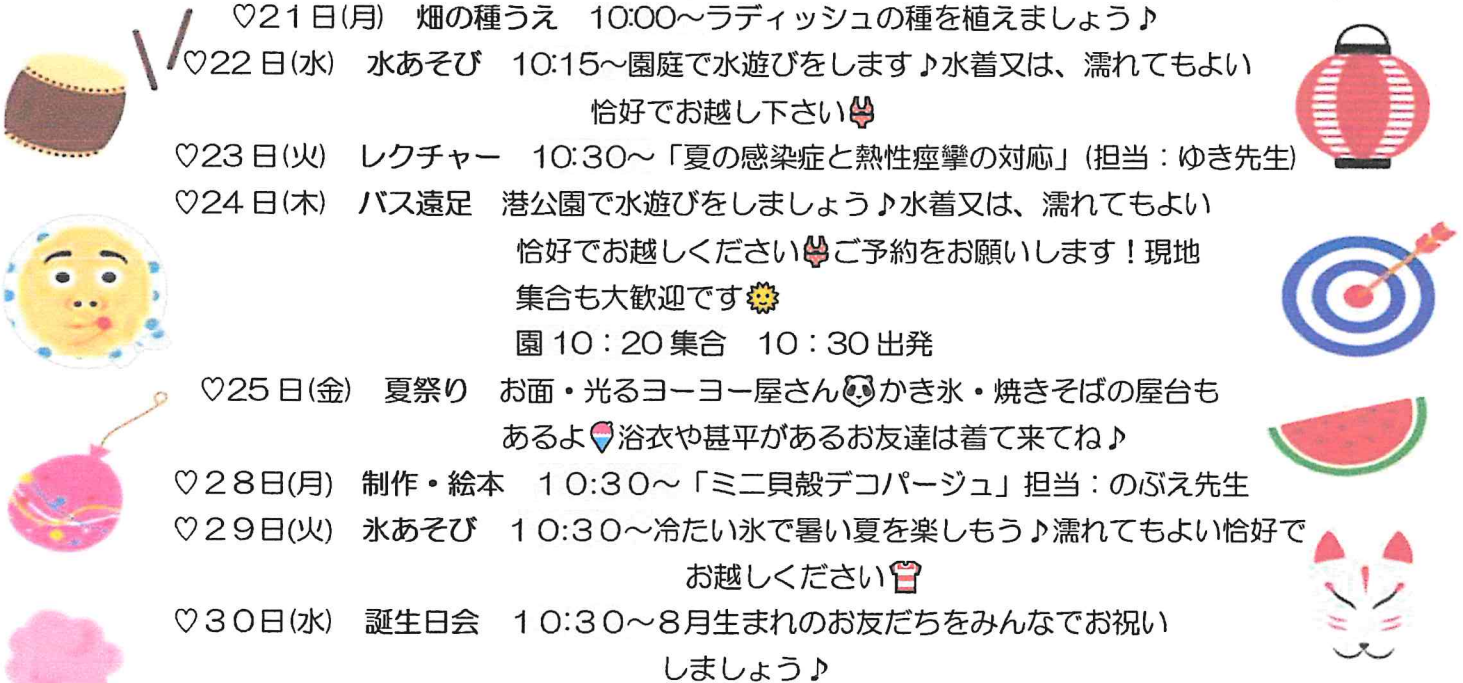 ♡21日(月) 畑の種うえ 10:00～ラディッシュの種を植えましょう♪
♡22日(水) 水あそび 10:15～園庭で水遊びをします♪水着又は、濡れてもよい
恰好でお越し下さい👙
♡23日(火) レクチャー 10:30～「夏の感染症と熱性痙攣の対応」(担当：ゆき先生)
♡24日(木) バス遠足 港公園で水遊びをしましょう♪水着又は、濡れてもよい
恰好でお越しください👙ご予約をお願いします！現地
集合も大歓迎です🌞
園 10：20 集合 10：30 出発
♡25日(金) 夏祭り お面・光るヨーヨー屋さん🐼かき氷・焼きそばの屋台も
あるよ🍧浴衣や甚平があるお友達は着て来てね♪
♡28日(月) 制作・絵本 10:30～「ミニ貝殻デコパージュ」担当：のぶえ先生
♡29日(火) 氷あそび 10:30～冷たい氷で暑い夏を楽しもう♪濡れてもよい恰好で
お越しください👕
♡30日(水) 誕生日会 10:30～8月生まれのお友だちをみんなでお祝い
しましょう♪